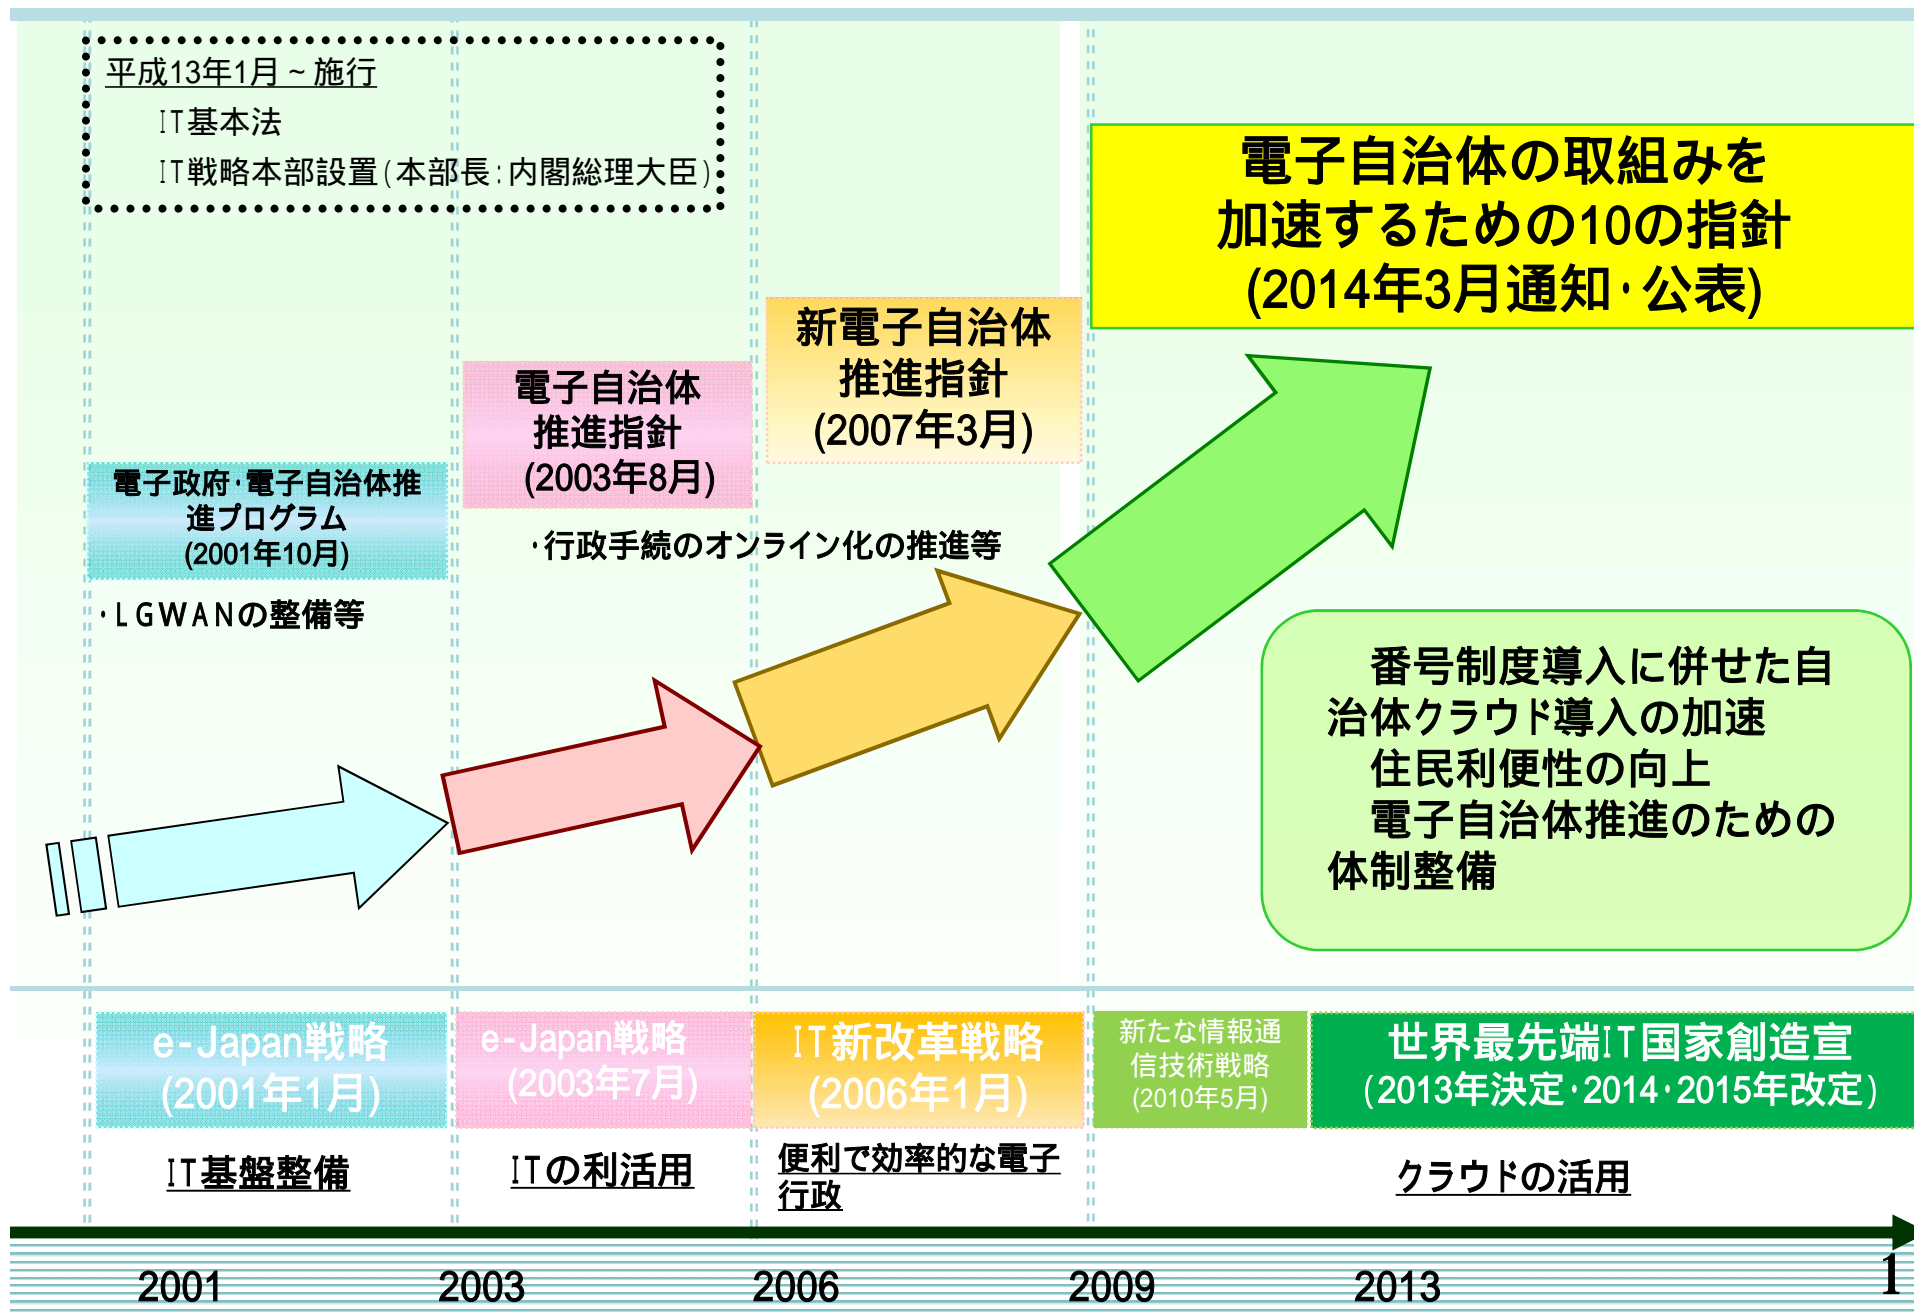 平成13年1月~施行
IT基本法
IT戦略本部設置(本部長:内閣総理大臣)
電子自治体の取組みを
加速するための10の指針
(2014年3月通知・公表)
新電子自治体
推進指針
(2007年3月)
電子自治体
推進指針
(2003年8月)
電子政府・電子自治体推
進プログラム
(2001年10月)
・行政手続のオンライン化の推進等
・LGWANの整備等
番号制度導入に併せた自
治体クラウド導入の加速
住民利便性の向上
電子自治体推進のための
体制整備
e-Japan戦略
(2001年1月)
e-Japan戦略
(2003年7月)
IT新改革戦略
(2006年1月)
新たな情報通
信技術戦略
(2010年5月)
世界最先端IT国家創造宣
(2013年決定・2014・2015年改定)
IT基盤整備
ITの利活用
便利で効率的な電子
行政
クラウドの活用
2001
2003
2006
2009
2013
1